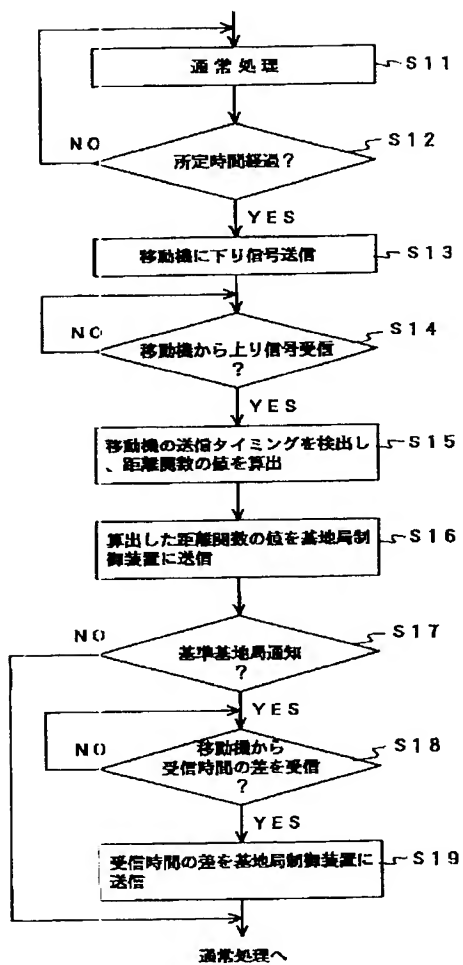 通常処理
S11
NO
S12
所定時間経過?
YES
移動機に下り信号送信
S13
NO
S14
移動機から上り信号受信
?
YES
移動機の送信タイミングを検出し
、距離関数の値を算出
S15
算出した距離関数の値を基地局制
御装置に送信
S16
NO
S17
基準基地局通知
?
YES
NO
移動機から
受信時間の差を受信
?
S18
YES
受信時間の差を基地局制御装置に
送信
S19
通常処理へ